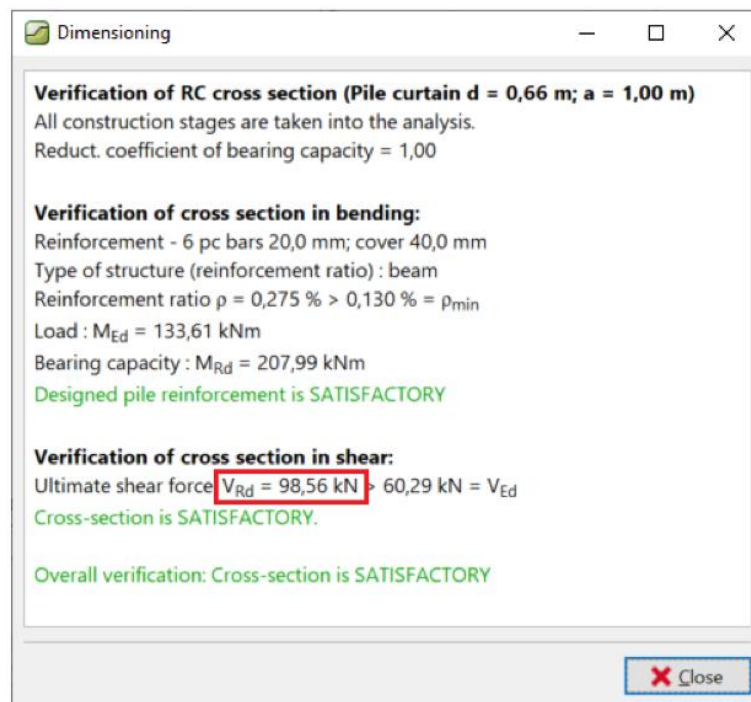 Dimensioning
Verification of RC cross section (Pile curtain d = 0,66 m; a = 1,00 m)
All construction stages are taken into the analysis.
Reduct. coefficient of bearing capacity = 1,00
Verification of cross section in bending:
Reinforcement - 6 pc bars 20,0 mm; cover 40,0 mm
Type of structure (reinforcement ratio) : beam
Reinforcement ratio ρ = 0,275 % > 0,130 % = ρmin
Load : MEd = 133,61 kNm
Bearing capacity : MRd = 207,99 kNm
Designed pile reinforcement is SATISFACTORY
Verification of cross section in shear:
Ultimate shear force VRd = 98,56 kN > 60,29 kN = VEd
Cross-section is SATISFACTORY.
Overall verification: Cross-section is SATISFACTORY
Close